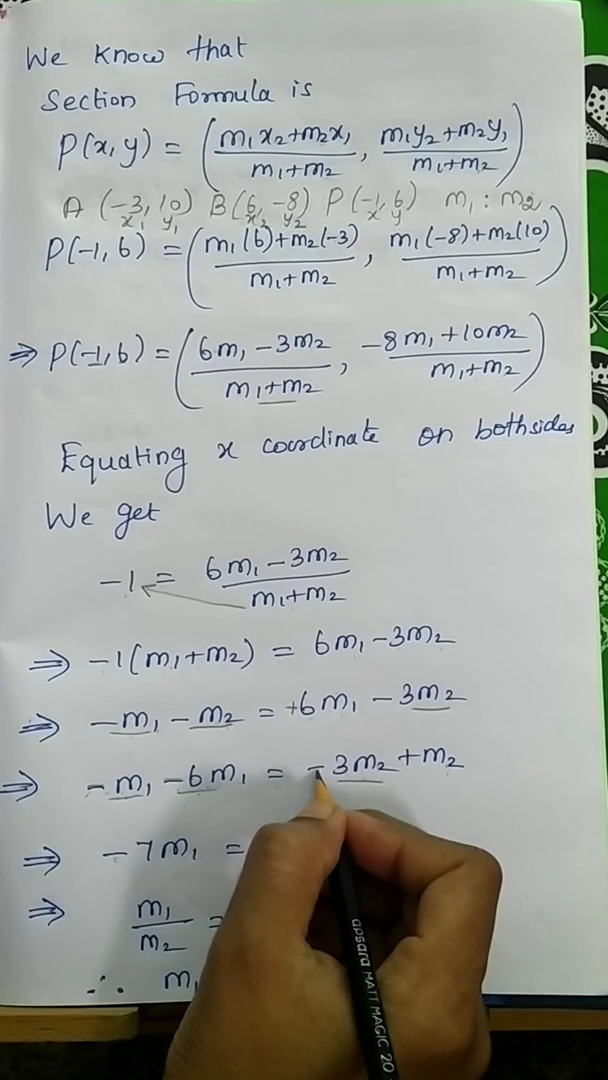 We know that
Section Formula is
P(x,y) = (m₁x₂+m₂x₁/m₁+m₂, m₁y₂+m₂y₁/m₁+m₂)
A (-3,10) B(6,-8) P(-1,6) m₁ : m₂
x₁ y₁ x₂ y₂ x y
P(-1,6) = (m₁(6)+m₂(-3)/m₁+m₂, m₁(-8)+m₂(10)/m₁+m₂)
⇒ P(-1,6) = (6m₁-3m₂/m₁+m₂, -8m₁+10m₂/m₁+m₂)
Equating x coordinate on bothsides
We get
-1 = 6m₁-3m₂/m₁+m₂
⇒ -1(m₁+m₂) = 6m₁-3m₂
⇒ -m₁-m₂ = +6m₁-3m₂
⇒ -m₁-6m₁ = -3m₂+m₂
⇒ -7m₁ =
⇒ m₁/m₂ =
∴ m₁
apsara MATT MAGIC 20